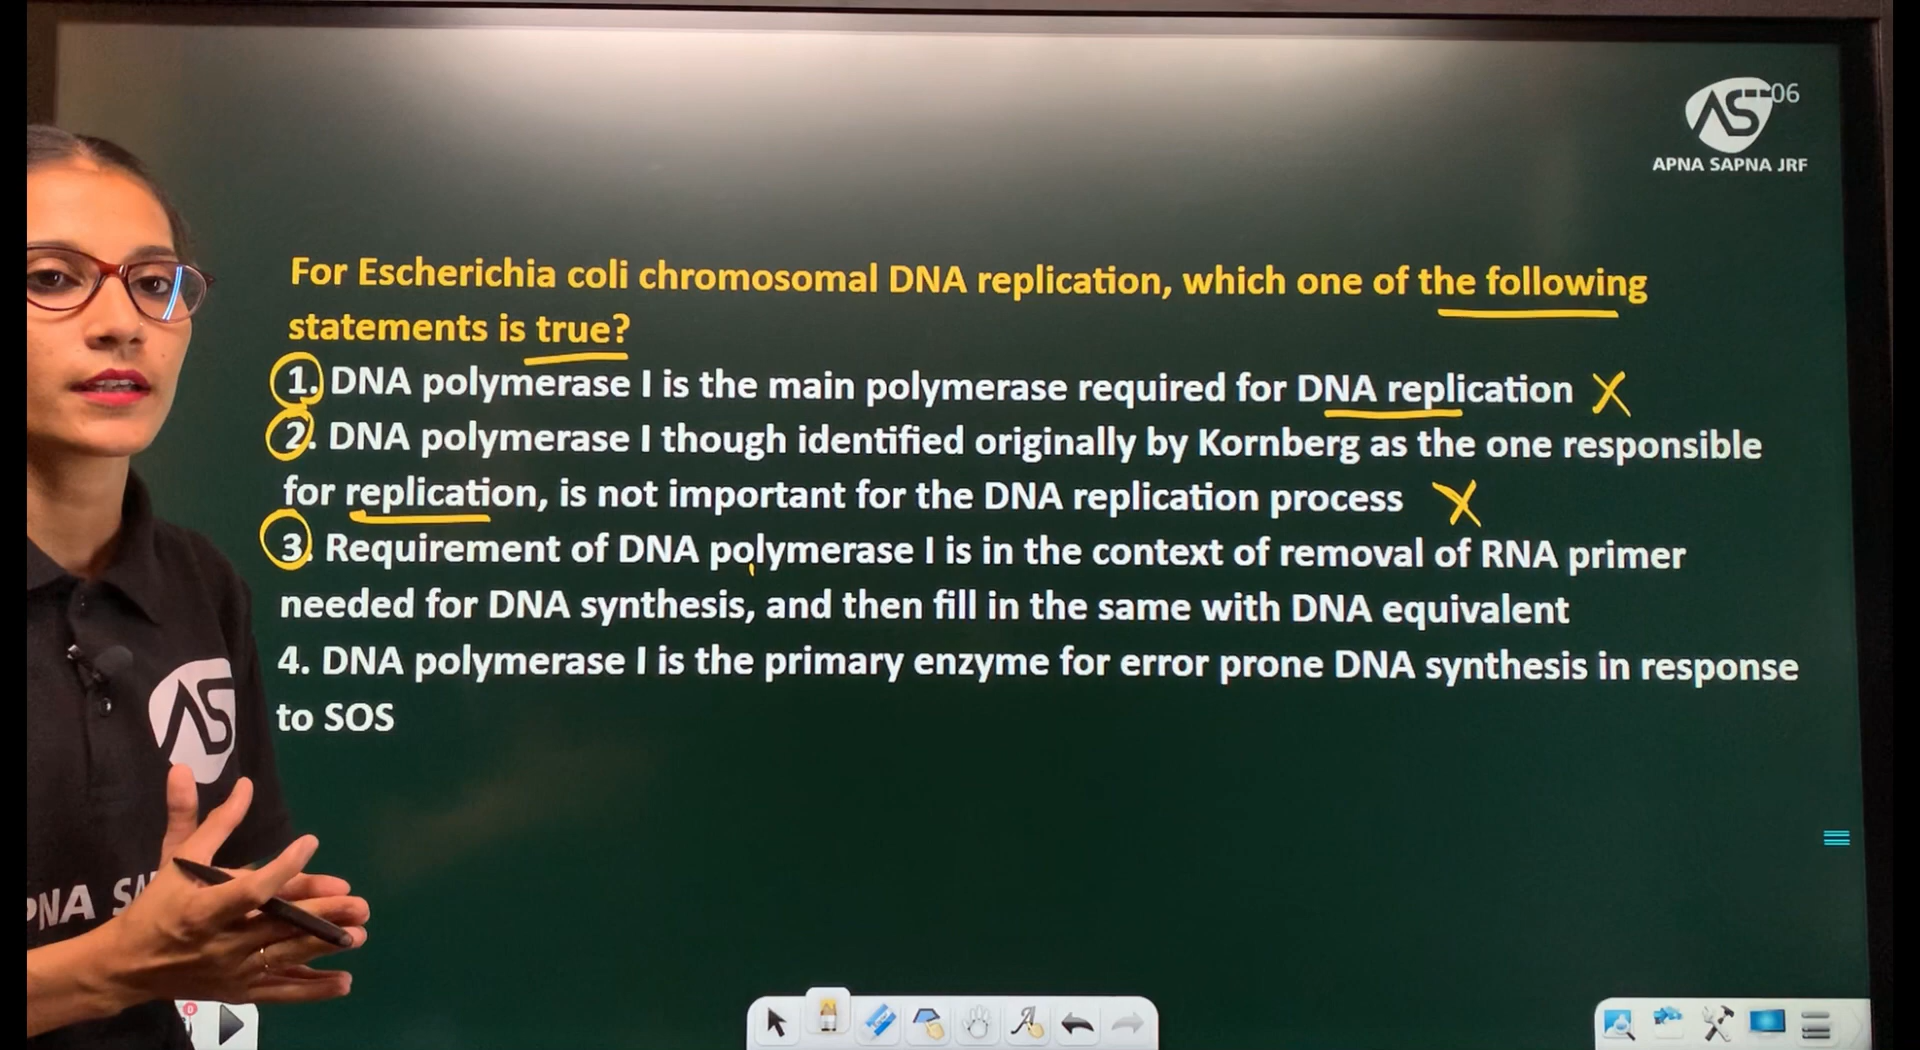 06
AS
APNA SAPNA JRF
For Escherichia coli chromosomal DNA replication, which one of the following
statements is true?
1. DNA polymerase I is the main polymerase required for DNA replication X
2. DNA polymerase I though identified originally by Kornberg as the one responsible
for replication, is not important for the DNA replication process X
3. Requirement of DNA polymerase I is in the context of removal of RNA primer
needed for DNA synthesis, and then fill in the same with DNA equivalent
4. DNA polymerase I is the primary enzyme for error prone DNA synthesis in response
to SOS
AS